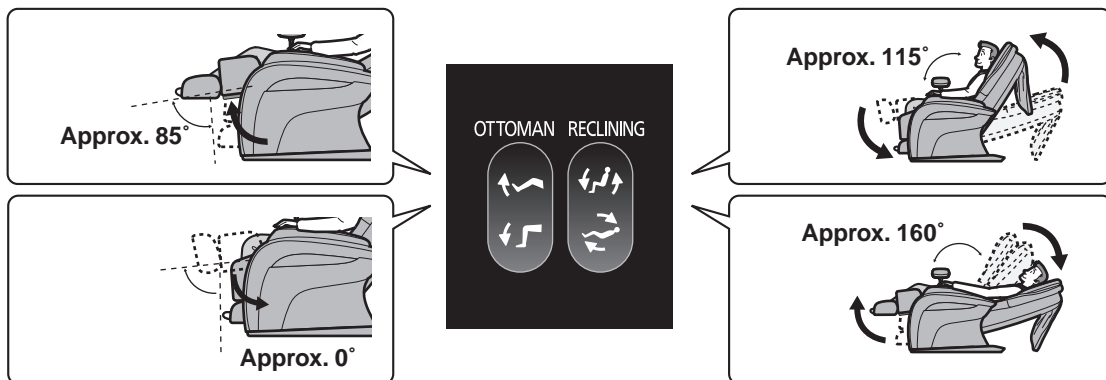 Approx. 85°
Approx. 0°
OTTOMAN RECLINING
Approx. 115°
Approx. 160°